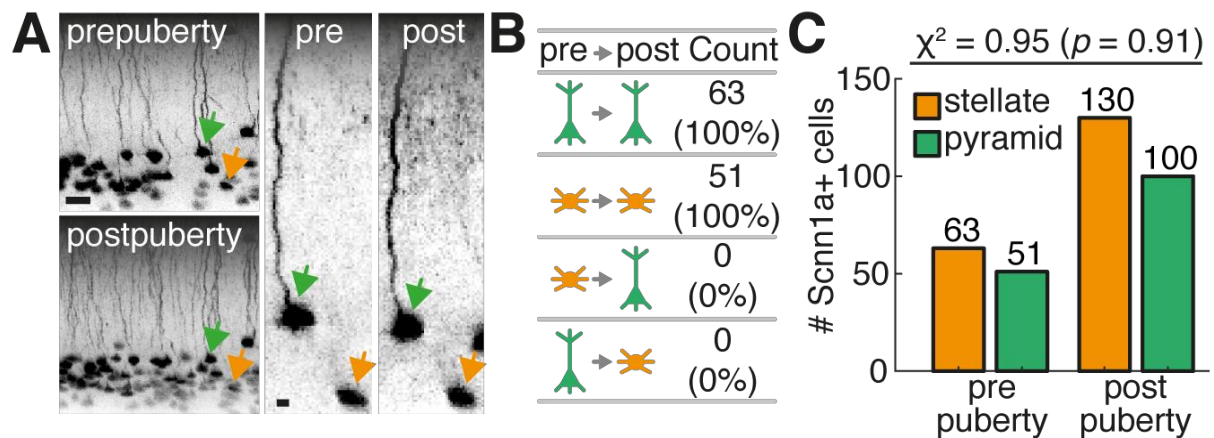 A
prepuberty
postpuberty
pre
post
B
pre post Count
63
(100%)
51
(100%)
0
(0%)
0
(0%)
C
χ² = 0.95 (p = 0.91)
# Scnn1a+ cells
150
100
50
0
stellate
pyramid
63
51
130
100
pre
puberty
post
puberty